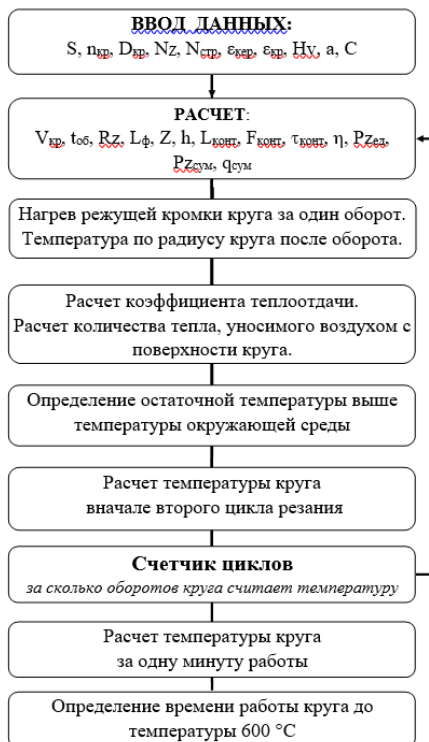 ВВОД ДАННЫХ:
S, nкр, Dкр, Nz, Nстр, εкер, εкр, Hv, a, C
РАСЧЕТ:
Vкр, tоб, Rz, Lф, Z, h, Lконт, Fконт, τконт, η, Pzед,
Pzсум, qсум
Нагрев режущей кромки круга за один оборот.
Температура по радиусу круга после оборота.
Расчет коэффициента теплоотдачи.
Расчет количества тепла, уносимого воздухом с
поверхности круга.
Определение остаточной температуры выше
температуры окружающей среды
Расчет температуры круга
вначале второго цикла резания
Счетчик циклов
за сколько оборотов круга считает температуру
Расчет температуры круга
за одну минуту работы
Определение времени работы круга до
температуры 600 °С